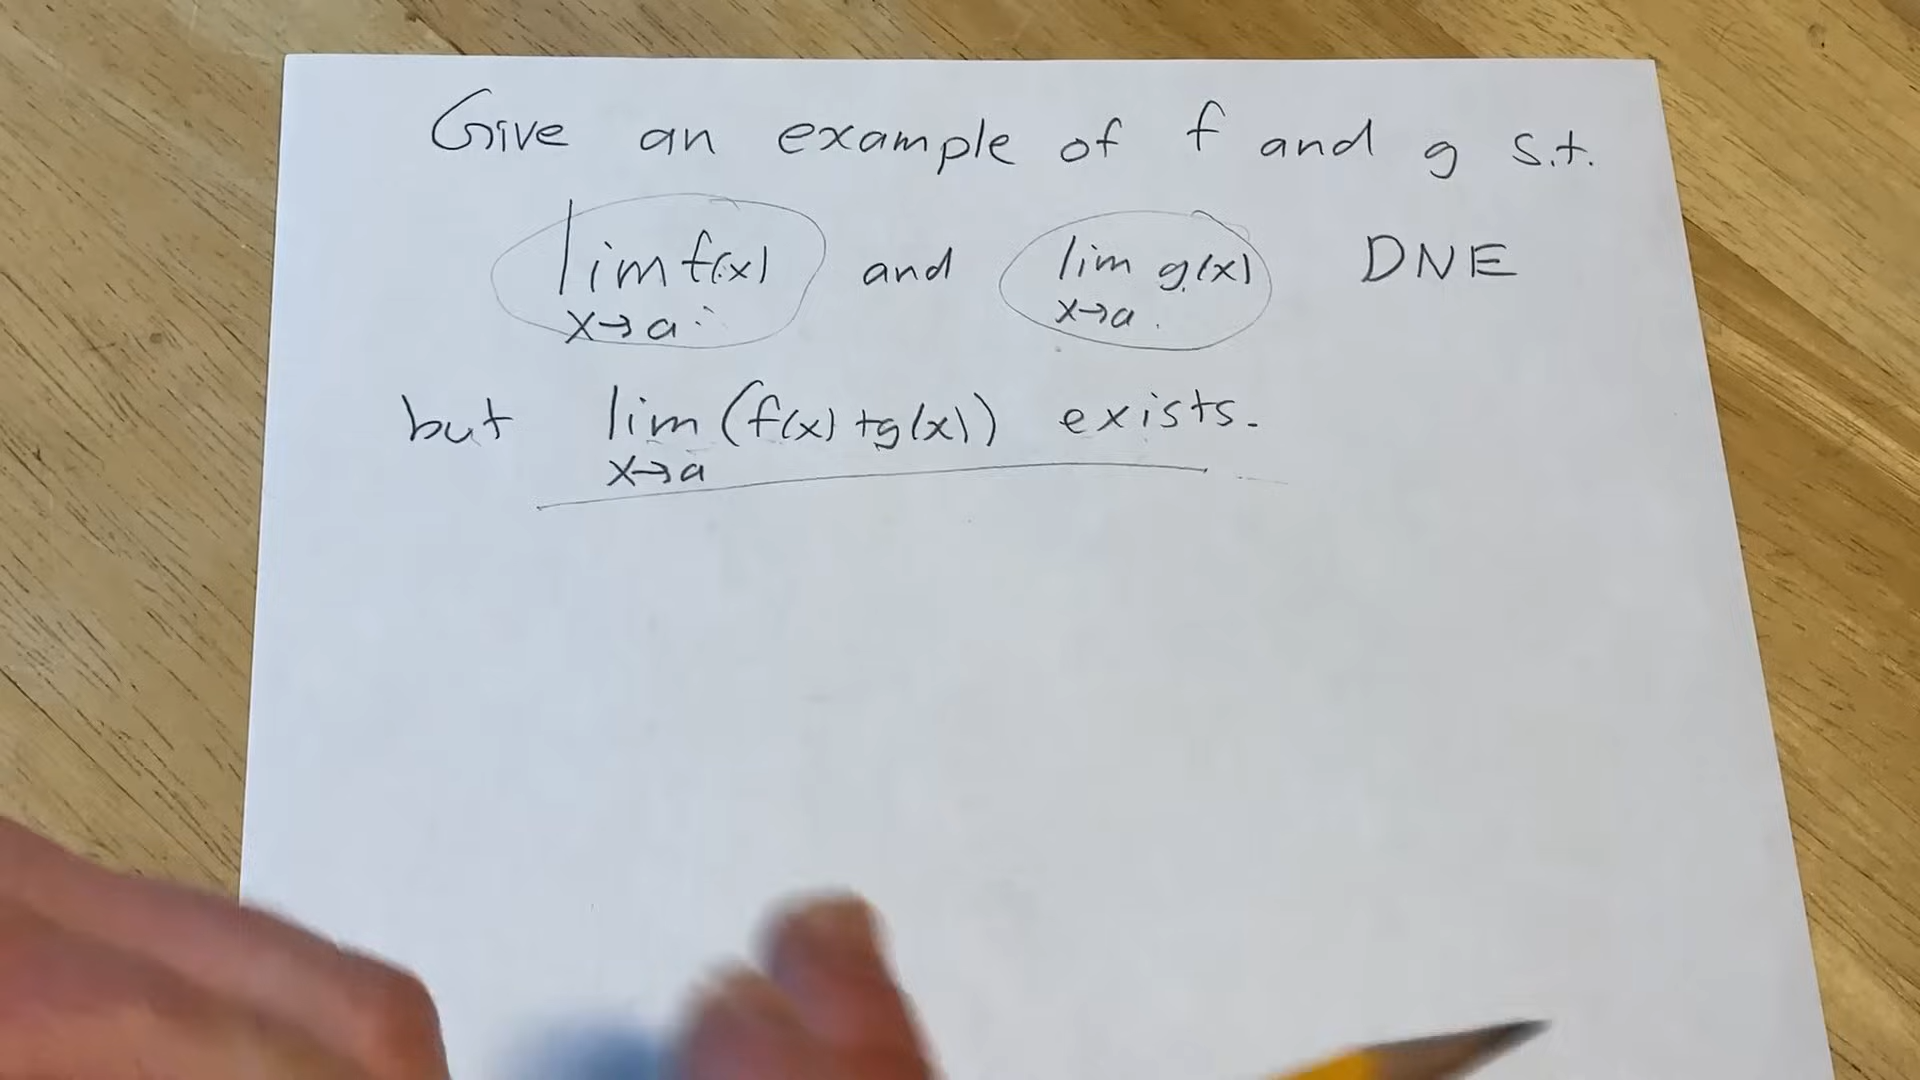 Give an example of f and g s.t.
lim f(x) and lim g(x) DNE
x→a x→a
but lim (f(x)+g(x)) exists.
x→a